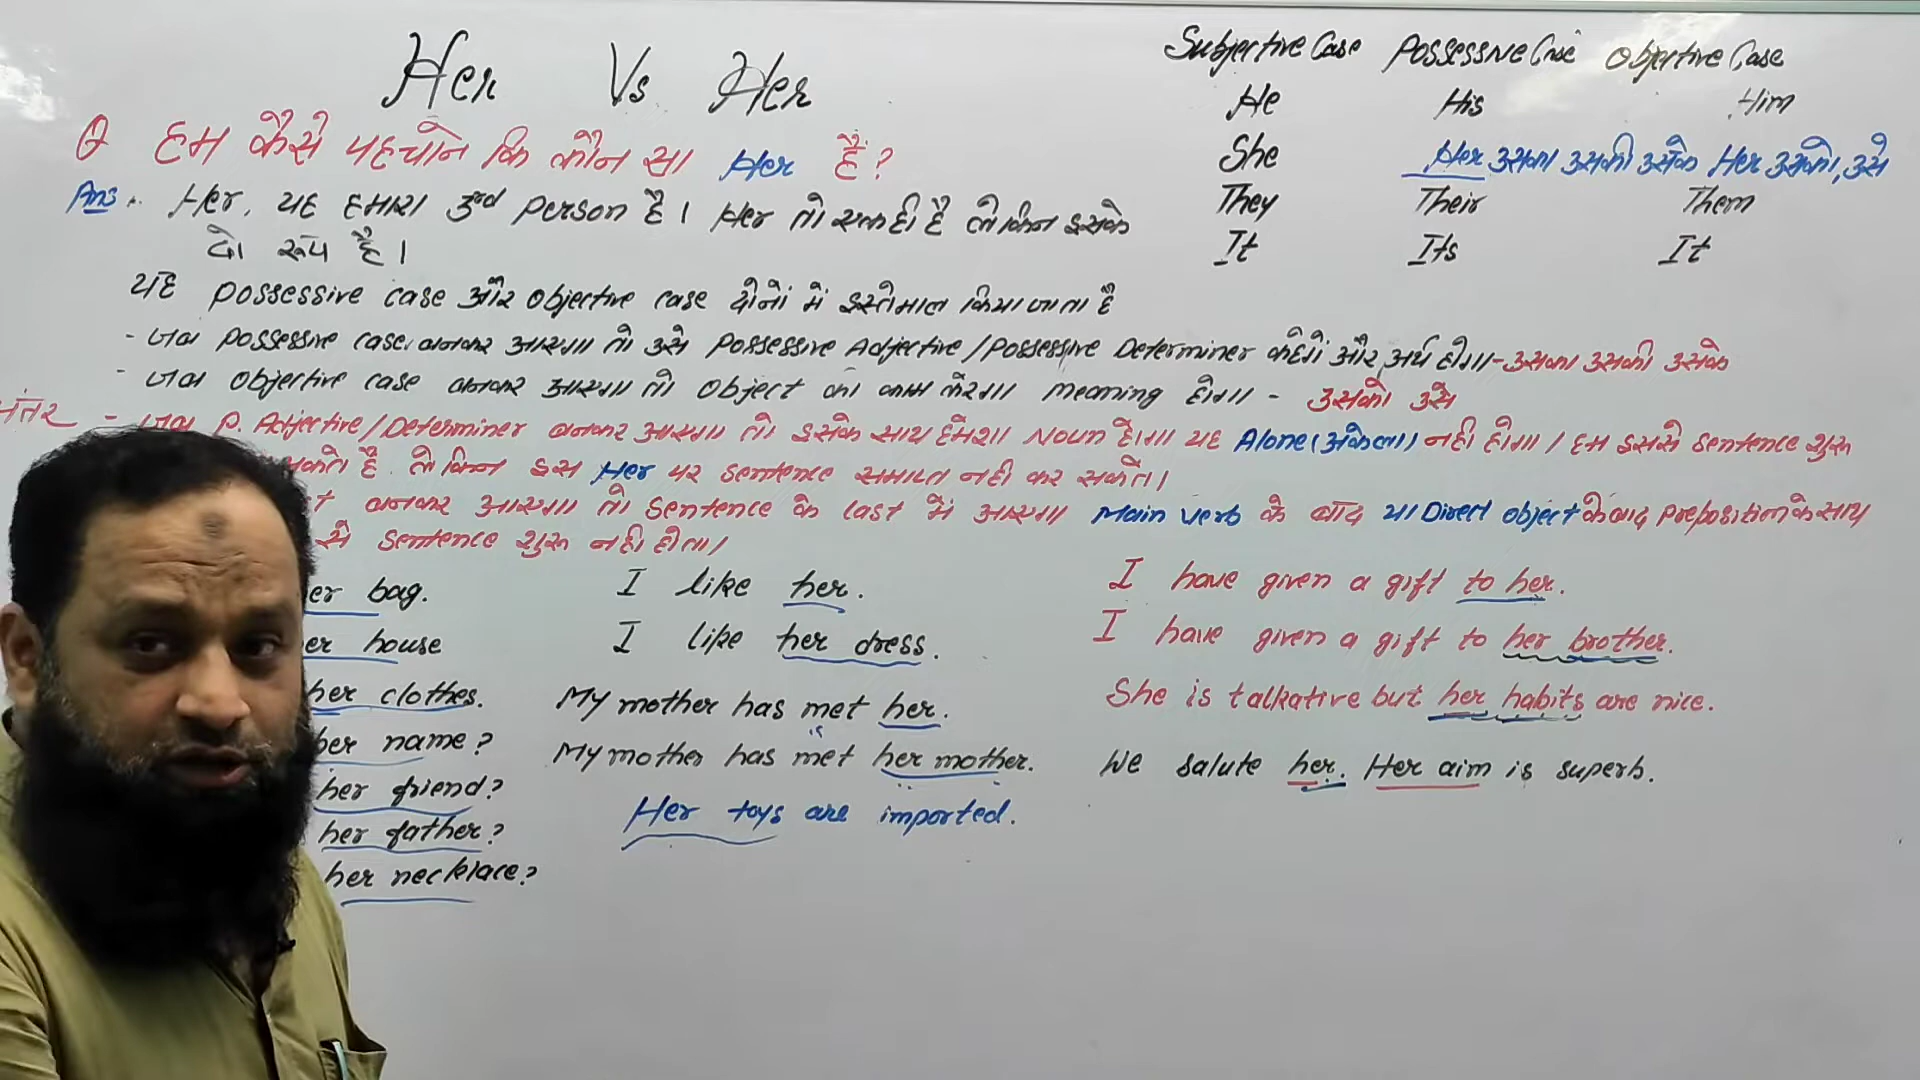 Her Vs Her
Q हम कैसे पहचाने कि कौन सा Her है?
Ans:- Her, यह हमारा 3rd person है। Her तो एक ही है लेकिन इसके
दो रूप है।
यह possessive case और objective case दोनों में इस्तेमाल किया जाता है
- जब possessive case बनकर आएगा तो उसे Possessive Adjective/Possessive Determiner कहेंगे और अर्थ होगा- उसका उसकी उसके
- जब objective case बनकर आएगा तो object का काम करेगा meaning होगा - उसको उसे
अंतर - जब P. Adjective/Determiner बनकर आएगा तो इसके साथ हमेशा Noun होगा यह Alone(अकेला) नही होगा। हम इससे sentence शुरू
सकते है लेकिन इस Her पर sentence समाप्त नही कर सकते।
t बनकर आएगा तो sentence के last में आएगा Main verb के बाद या Direct object के बाद preposition के साथ
से sentence शुरू नही होता।
Subjective Case Possessive Case Objective Case
He His Him
She Her उसका उसकी उसके Her उसको, उसे
They Their Them
It Its It
er bag.
er house
her clothes.
her name?
her friend?
her father?
her necklace?
I like her.
I like her dress.
My mother has met her.
My mother has met her mother.
Her toys are imported.
I have given a gift to her.
I have given a gift to her brother.
She is talkative but her habits are nice.
We salute her. Her aim is superb.